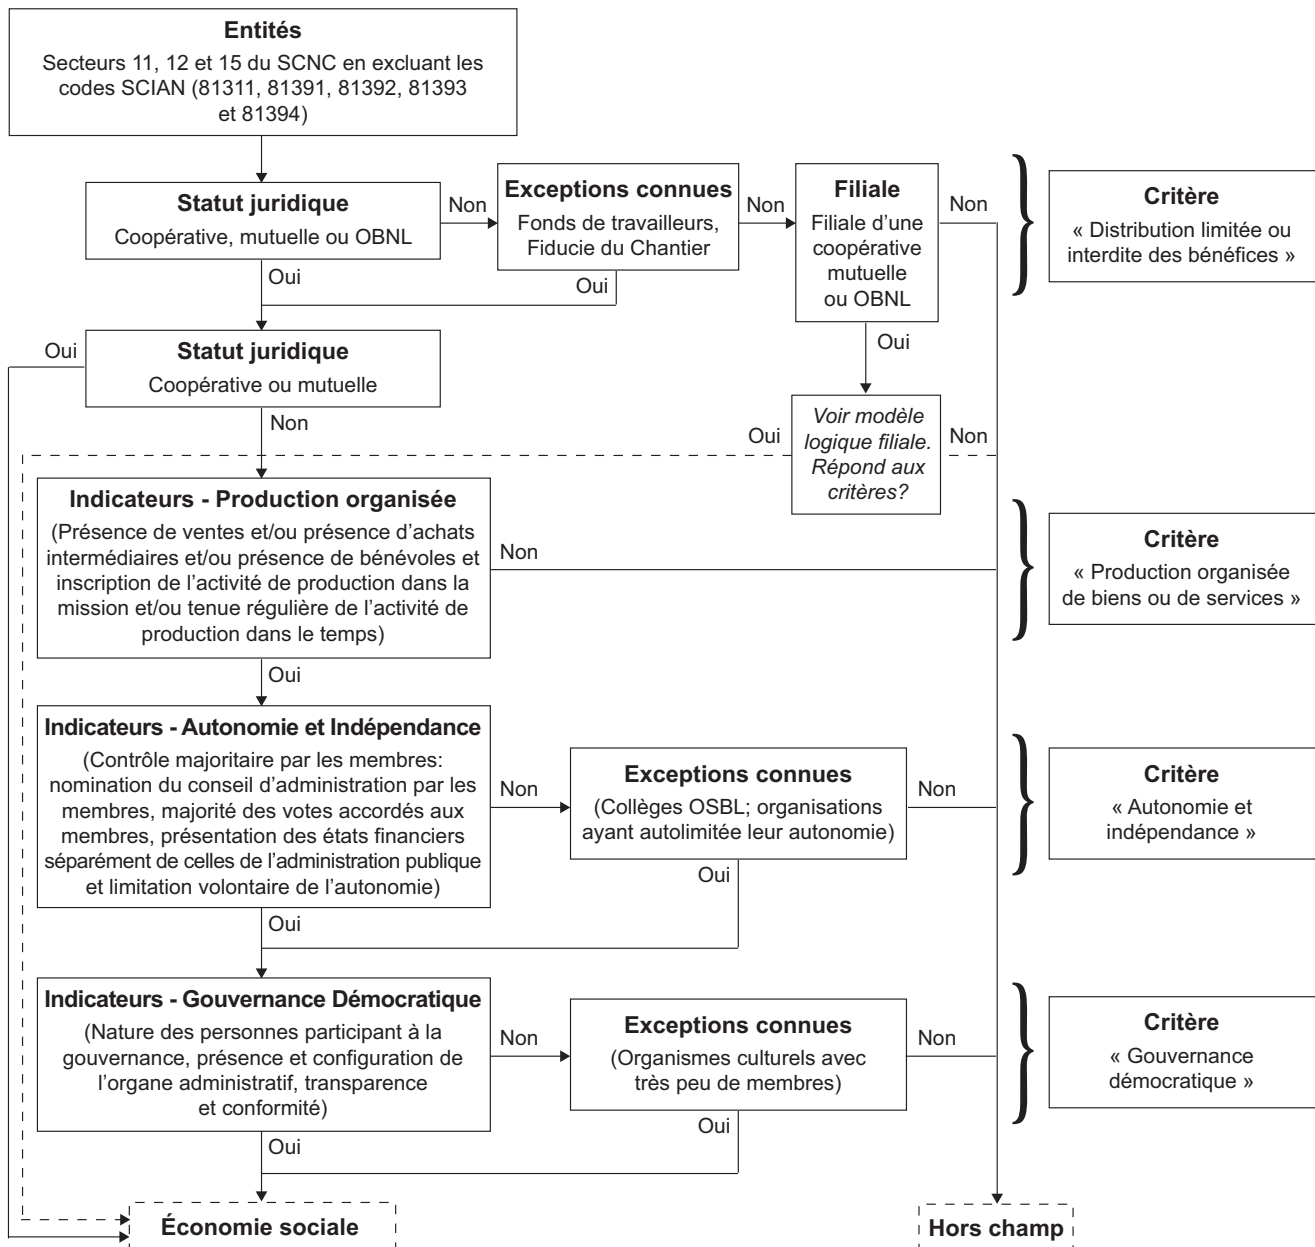 Entités
Secteurs 11, 12 et 15 du SCNC en excluant les
codes SCIAN (81311, 81391, 81392, 81393
et 81394)
Statut juridique
Coopérative, mutuelle ou OBNL
Non
Exceptions connues
Fonds de travailleurs,
Fiducie du Chantier
Non
Filiale
Filiale d’une
coopérative
mutuelle
ou OBNL
Non
Critère
« Distribution limitée ou
interdite des bénéfices »
Oui
Oui
Oui
Statut juridique
Coopérative ou mutuelle
Oui
Non
Oui
Voir modèle
logique filiale.
Répond aux
critères?
Non
Indicateurs - Production organisée
(Présence de ventes et/ou présence d’achats
intermédiaires et/ou présence de bénévoles et
inscription de l’activité de production dans la
mission et/ou tenue régulière de l’activité de
production dans le temps)
Non
Critère
« Production organisée
de biens ou de services »
Oui
Indicateurs - Autonomie et Indépendance
(Contrôle majoritaire par les membres:
nomination du conseil d’administration par les
membres, majorité des votes accordés aux
membres, présentation des états financiers
séparément de celles de l’administration publique
et limitation volontaire de l’autonomie)
Non
Exceptions connues
(Collèges OSBL; organisations
ayant autolimitée leur autonomie)
Non
Critère
« Autonomie et
indépendance »
Oui
Oui
Indicateurs - Gouvernance Démocratique
(Nature des personnes participant à la
gouvernance, présence et configuration de
l’organe administratif, transparence
et conformité)
Non
Exceptions connues
(Organismes culturels avec
très peu de membres)
Non
Critère
« Gouvernance
démocratique »
Oui
Oui
Économie sociale
Hors champ